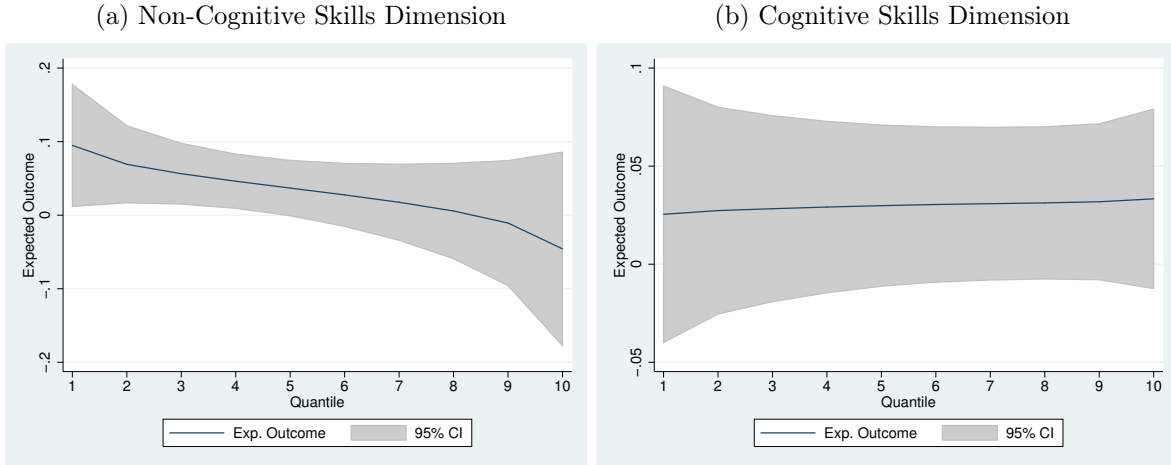 (a) Non-Cognitive Skills Dimension
Expected Outcome
.2
.1
0
-.1
-.2
1 2 3 4 5 6 7 8 9 10
Quantile
Exp. Outcome 95% CI
(b) Cognitive Skills Dimension
Expected Outcome
.1
.05
0
-.05
1 2 3 4 5 6 7 8 9 10
Quantile
Exp. Outcome 95% CI